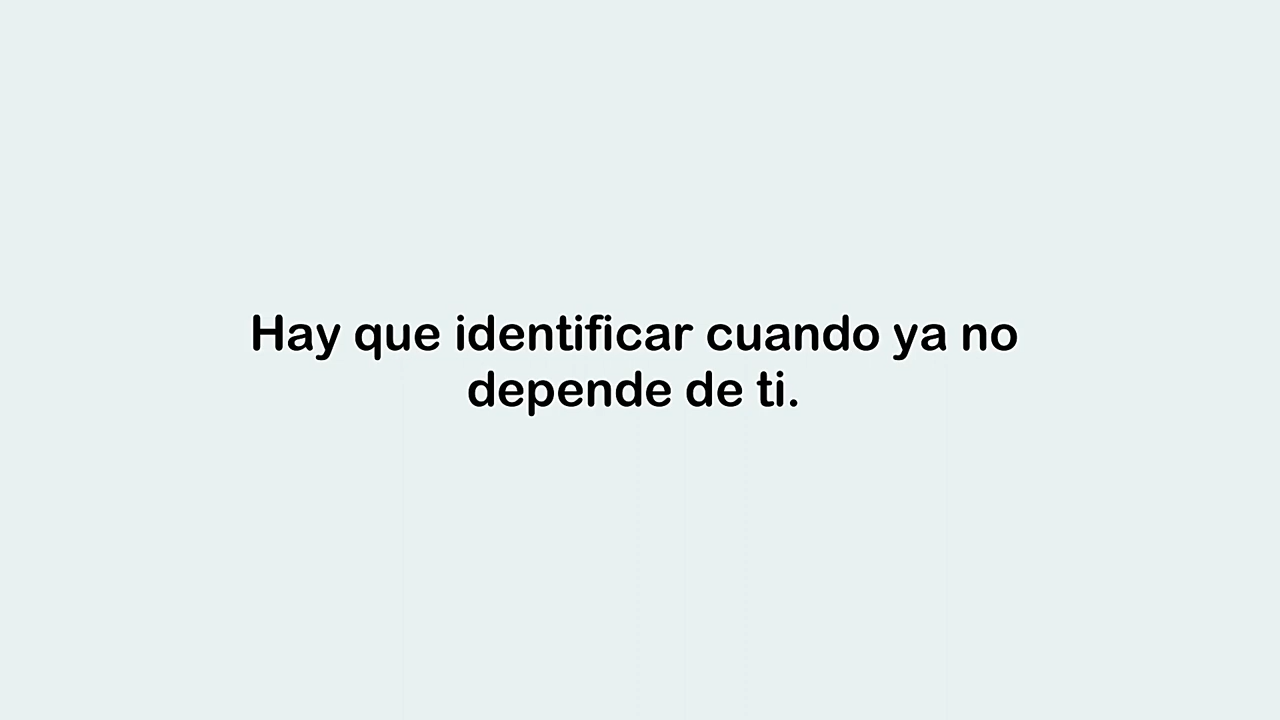 Hay que identificar cuando ya no
depende de ti.